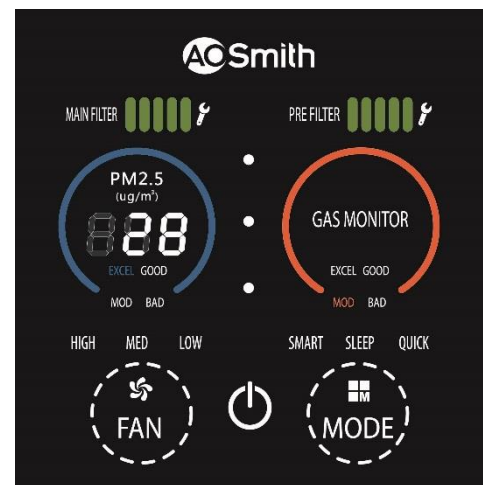 AOSmith
MAIN FILTER
PRE FILTER
PM2.5
(ug/m³)
28
EXCEL GOOD
MOD BAD
GAS MONITOR
EXCEL GOOD
MOD BAD
HIGH MED LOW
SMART SLEEP QUICK
FAN
M
MODE